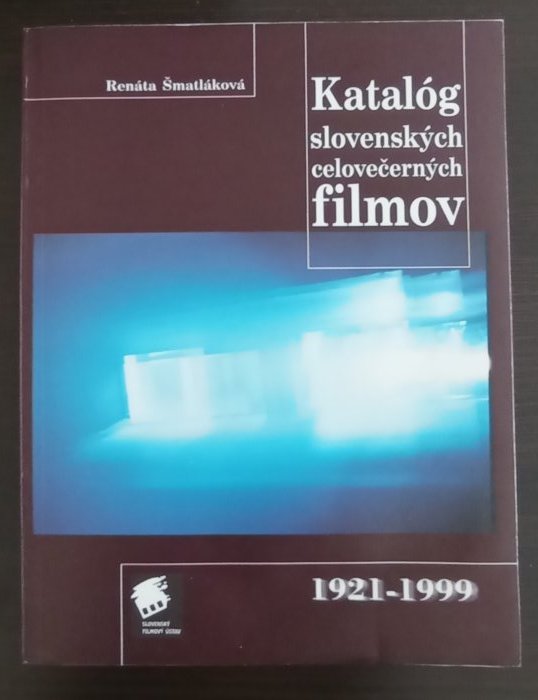 Renáta Šmatláková
Katalóg
slovenských
celovečerných
filmov
1921-1999
SLOVENSKÝ
FILMOVÝ ÚSTAV